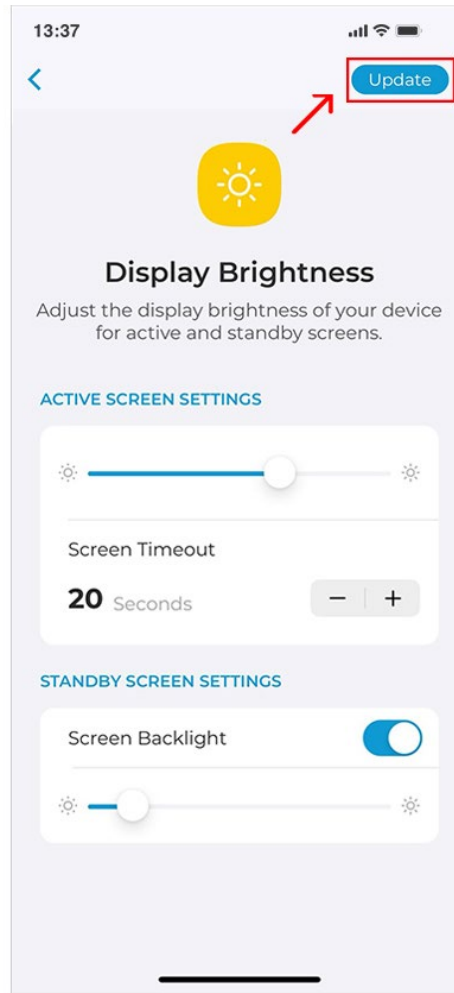 13:37
Update
Display Brightness
Adjust the display brightness of your device
for active and standby screens.
ACTIVE SCREEN SETTINGS
Screen Timeout
20 Seconds
STANDBY SCREEN SETTINGS
Screen Backlight